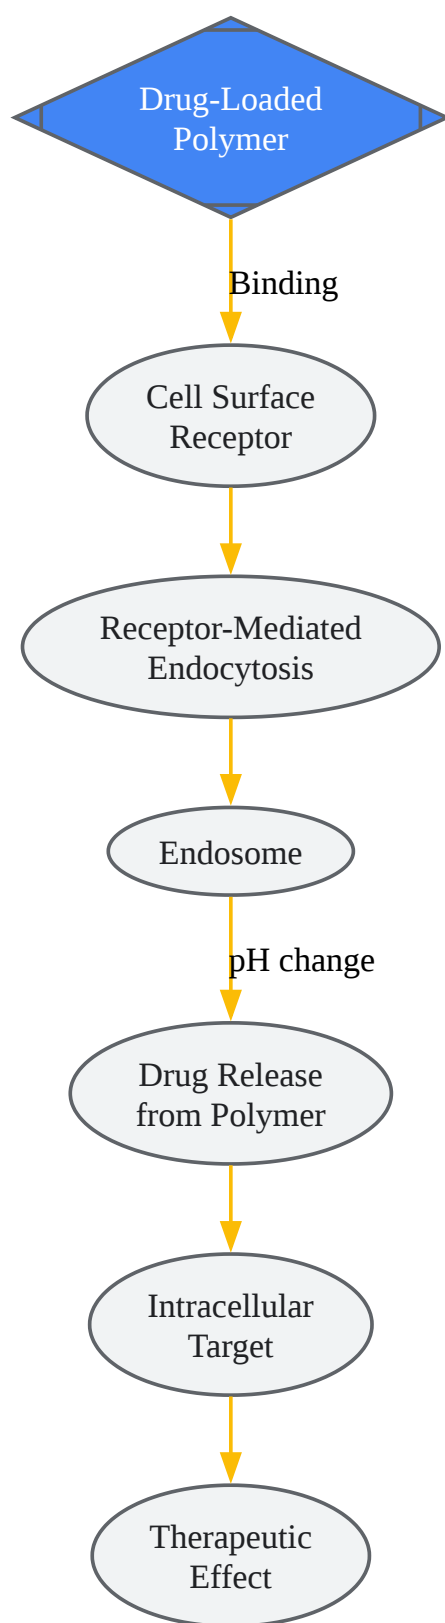 Drug-Loaded
Polymer
Binding
Cell Surface
Receptor
Receptor-Mediated
Endocytosis
Endosome
pH change
Drug Release
from Polymer
Intracellular
Target
Therapeutic
Effect